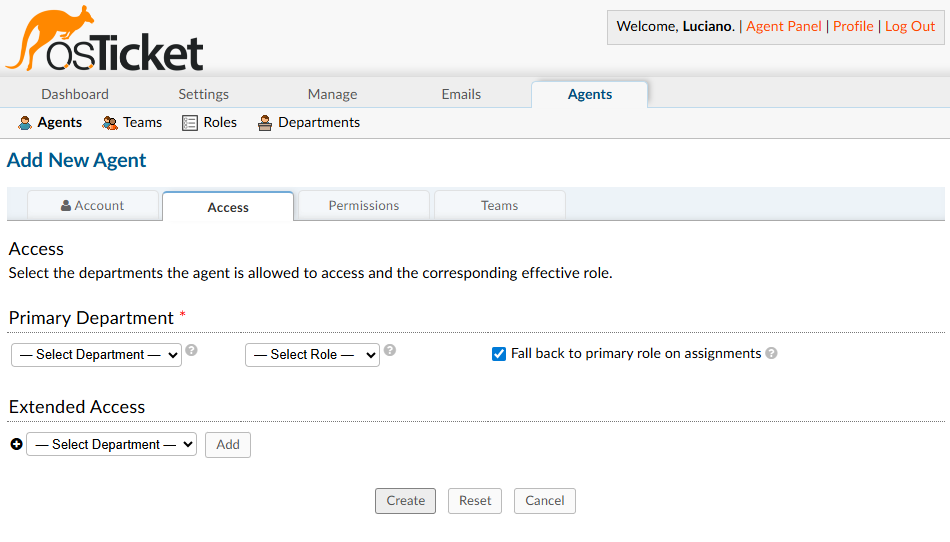 osTicket
Welcome, Luciano. | Agent Panel | Profile | Log Out
Dashboard Settings Manage Emails Agents
Agents Teams Roles Departments
Add New Agent
Account Access Permissions Teams
Access
Select the departments the agent is allowed to access and the corresponding effective role.
Primary Department *
— Select Department — ? — Select Role — ? Fall back to primary role on assignments ?
Extended Access
— Select Department — Add
Create Reset Cancel